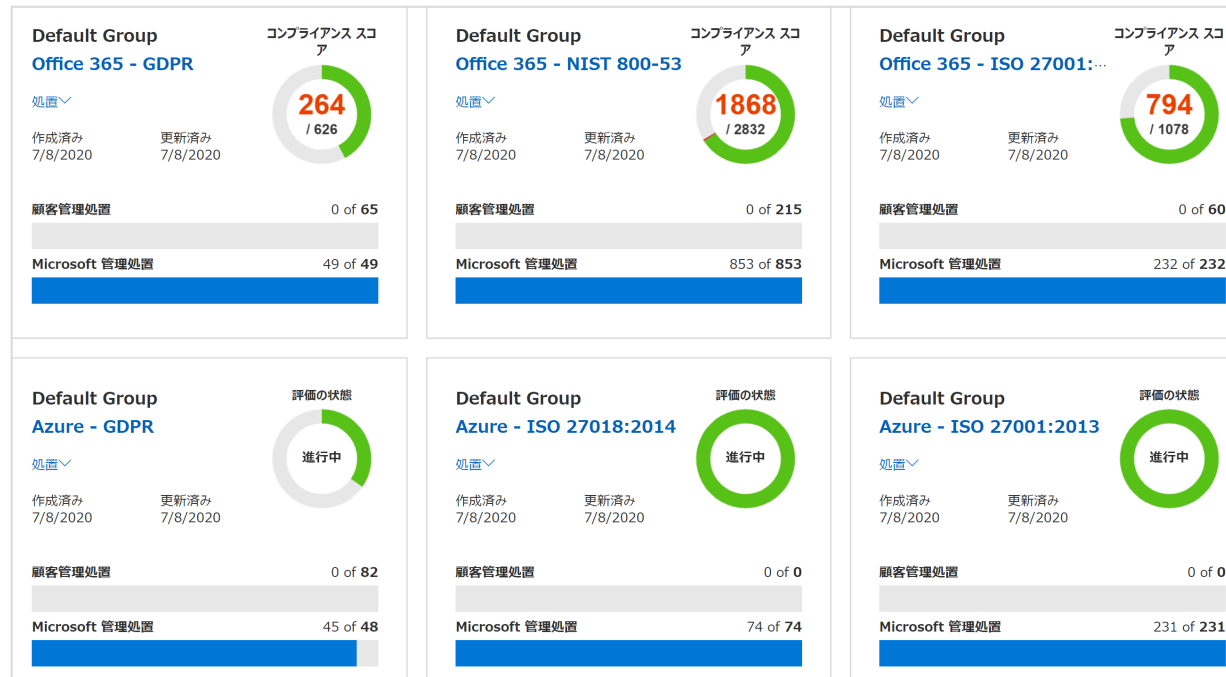 Default Group
コンプライアンス スコ
ア
Office 365 - GDPR
264
/ 626
処置
作成済み 更新済み
7/8/2020 7/8/2020
顧客管理処置 0 of 65
Microsoft 管理処置 49 of 49
Default Group
コンプライアンス スコ
ア
Office 365 - NIST 800-53
1868
/ 2832
処置
作成済み 更新済み
7/8/2020 7/8/2020
顧客管理処置 0 of 215
Microsoft 管理処置 853 of 853
Default Group
コンプライアンス スコ
ア
Office 365 - ISO 27001:...
794
/ 1078
処置
作成済み 更新済み
7/8/2020 7/8/2020
顧客管理処置 0 of 60
Microsoft 管理処置 232 of 232
Default Group
評価の状態
Azure - GDPR
進行中
処置
作成済み 更新済み
7/8/2020 7/8/2020
顧客管理処置 0 of 82
Microsoft 管理処置 45 of 48
Default Group
評価の状態
Azure - ISO 27018:2014
進行中
処置
作成済み 更新済み
7/8/2020 7/8/2020
顧客管理処置 0 of 0
Microsoft 管理処置 74 of 74
Default Group
評価の状態
Azure - ISO 27001:2013
進行中
処置
作成済み 更新済み
7/8/2020 7/8/2020
顧客管理処置 0 of 0
Microsoft 管理処置 231 of 231